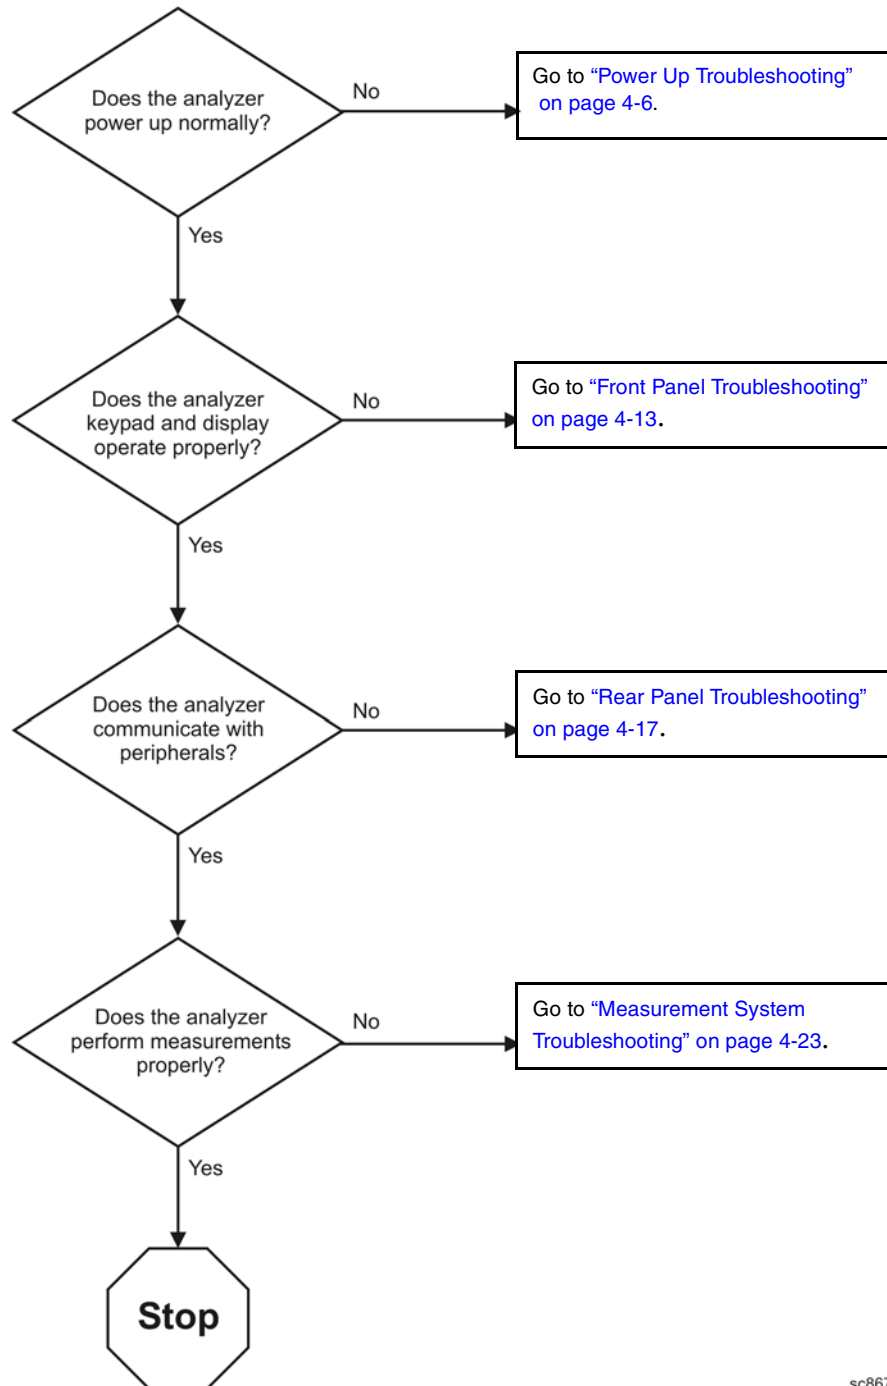 Does the analyzer
power up normally?
No
Go to “Power Up Troubleshooting”
on page 4-6.
Yes
Does the analyzer
keypad and display
operate properly?
No
Go to “Front Panel Troubleshooting”
on page 4-13.
Yes
Does the analyzer
communicate with
peripherals?
No
Go to “Rear Panel Troubleshooting”
on page 4-17.
Yes
Does the analyzer
perform measurements
properly?
No
Go to “Measurement System
Troubleshooting” on page 4-23.
Yes
Stop